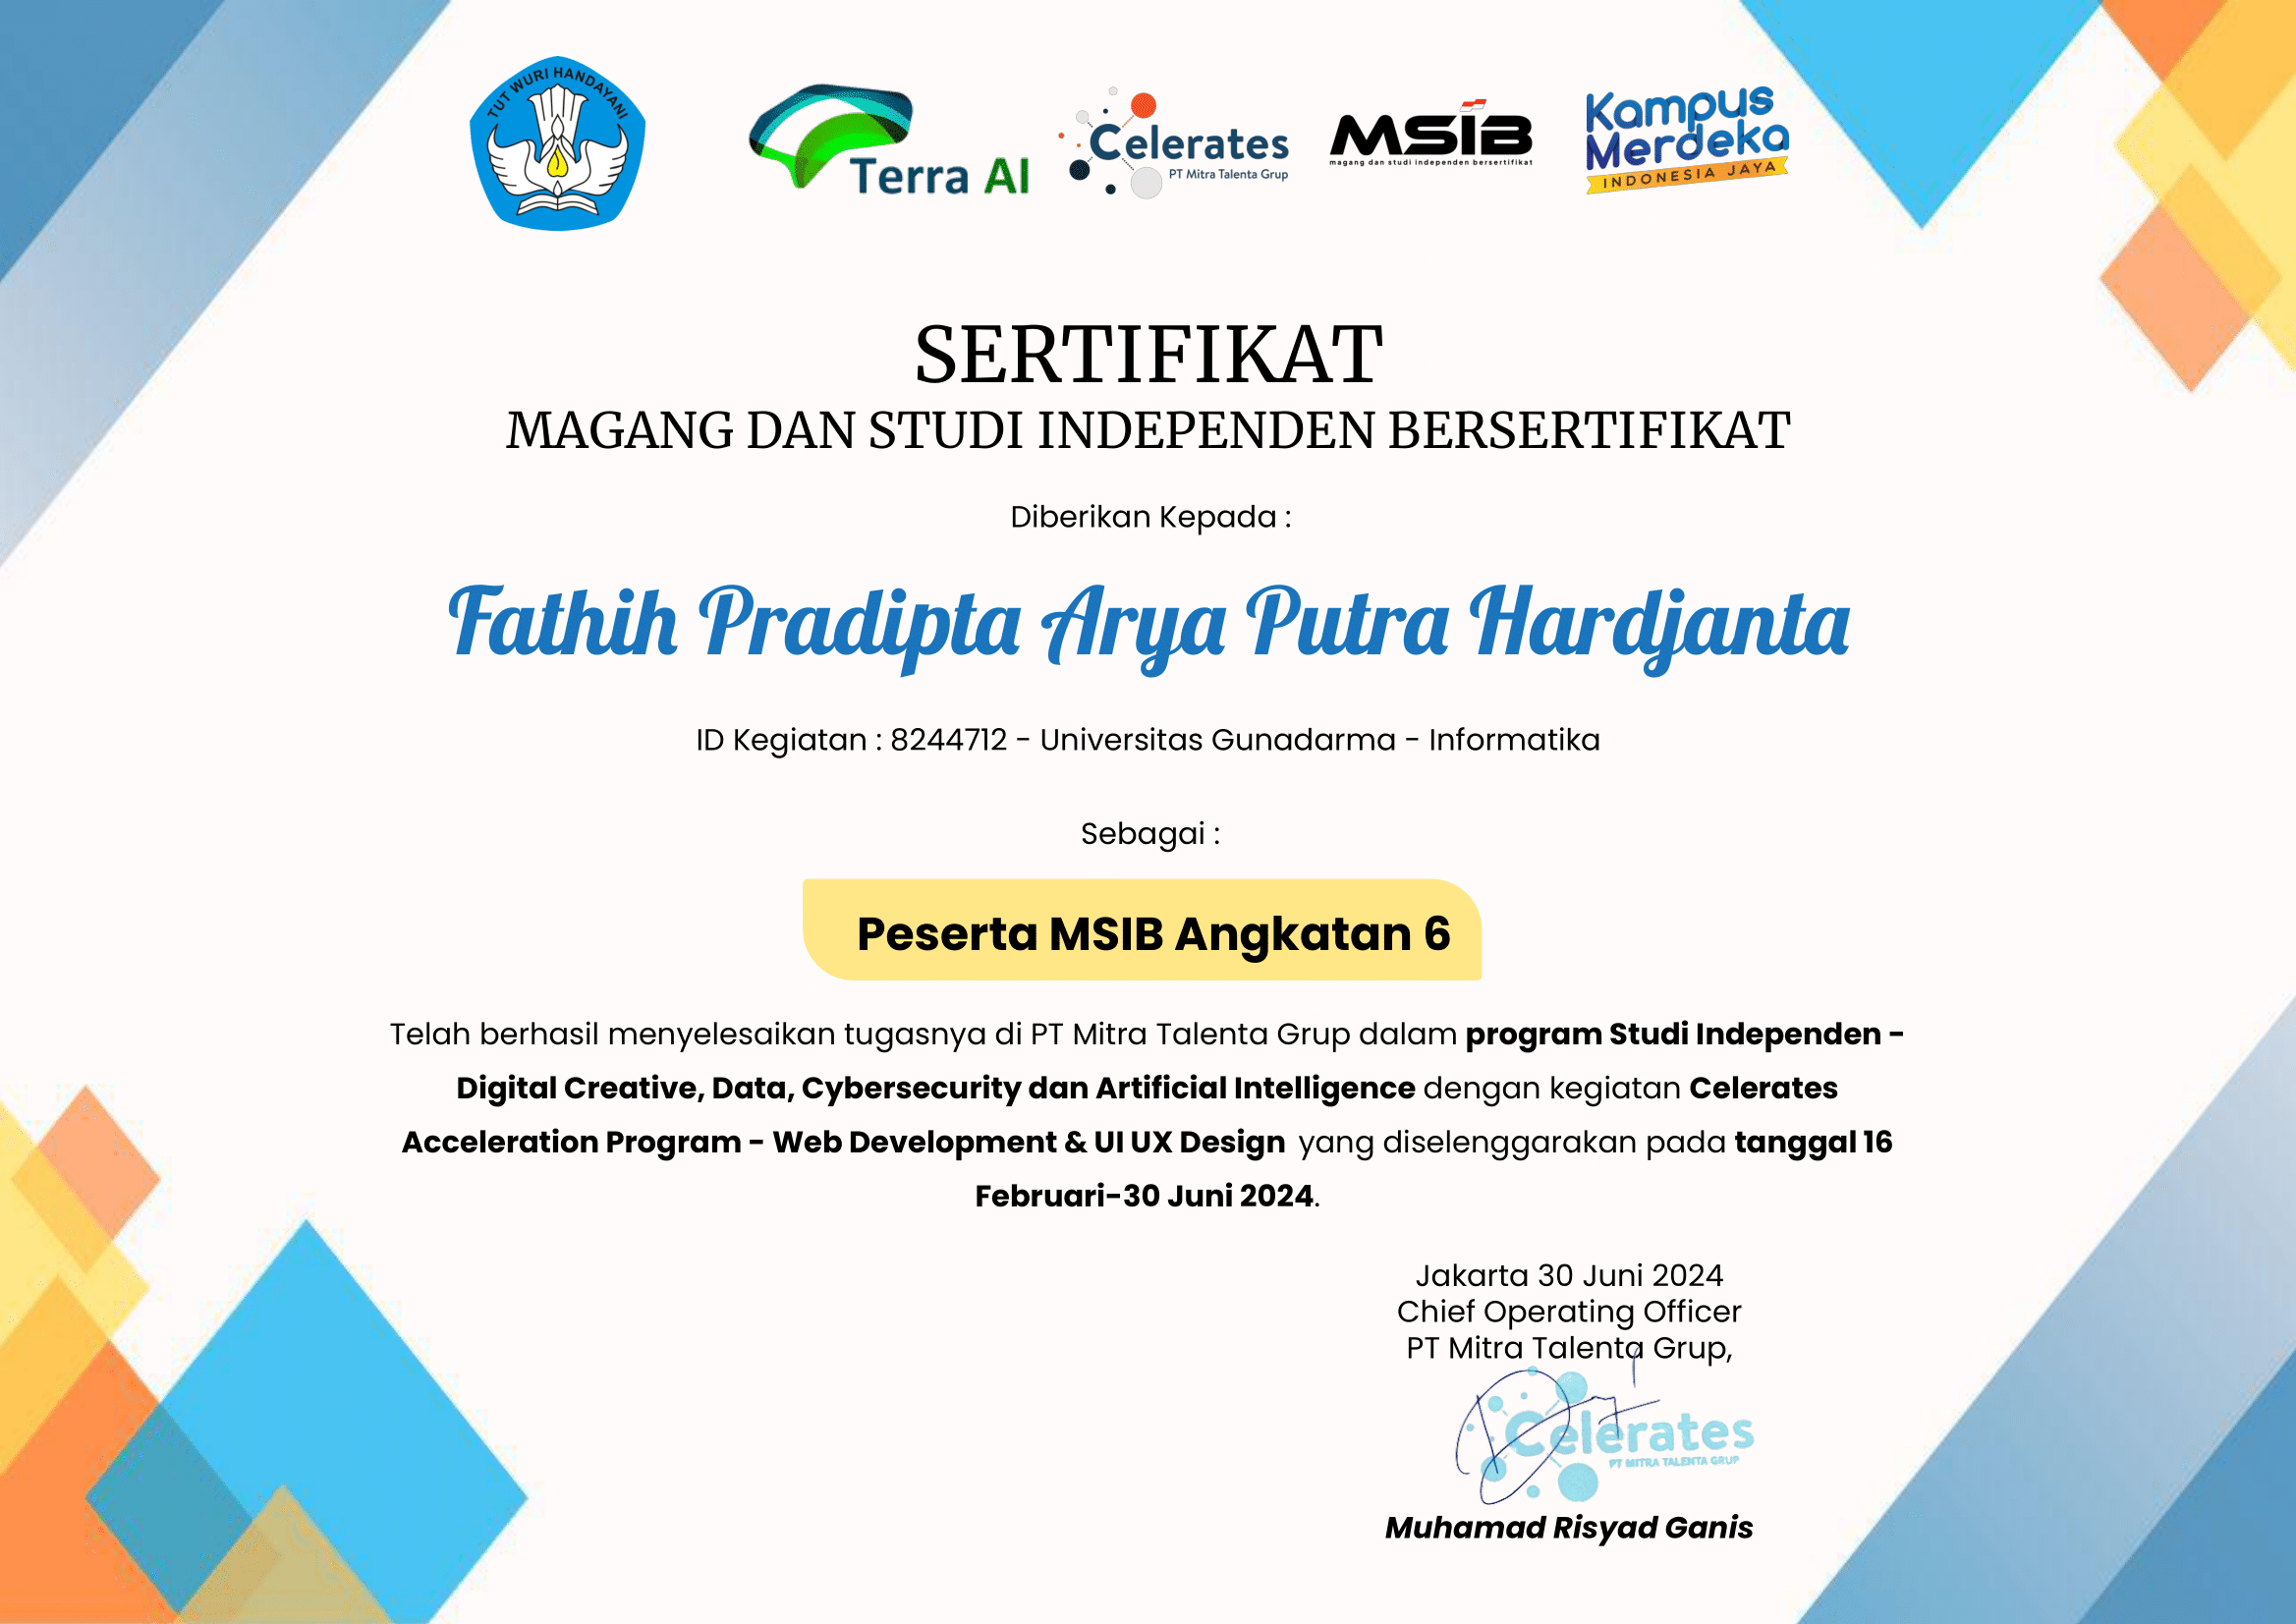 TUT WURI HANDAYANI
Terra AI
Celerates
PT Mitra Talenta Grup
MSIB
magang dan studi independen bersertifikat
Kampus
Merdeka
INDONESIA JAYA
SERTIFIKAT
MAGANG DAN STUDI INDEPENDEN BERSERTIFIKAT
Diberikan Kepada :
Fathih Pradipta Arya Putra Hardjanta
ID Kegiatan : 8244712 - Universitas Gunadarma - Informatika
Sebagai :
Peserta MSIB Angkatan 6
Telah berhasil menyelesaikan tugasnya di PT Mitra Talenta Grup dalam program Studi Independen -
Digital Creative, Data, Cybersecurity dan Artificial Intelligence dengan kegiatan Celerates
Acceleration Program - Web Development & UI UX Design yang diselenggarakan pada tanggal 16
Februari-30 Juni 2024.
Jakarta 30 Juni 2024
Chief Operating Officer
PT Mitra Talenta Grup,
Celerates
PT MITRA TALENTA GRUP
Muhamad Risyad Ganis